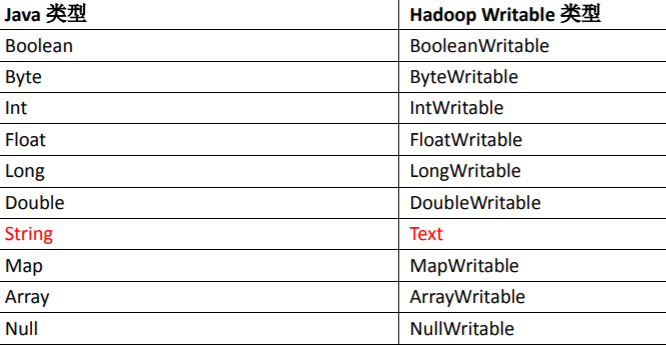 Java 类型 Hadoop Writable 类型
Boolean BooleanWritable
Byte ByteWritable
Int IntWritable
Float FloatWritable
Long LongWritable
Double DoubleWritable
String Text
Map MapWritable
Array ArrayWritable
Null NullWritable